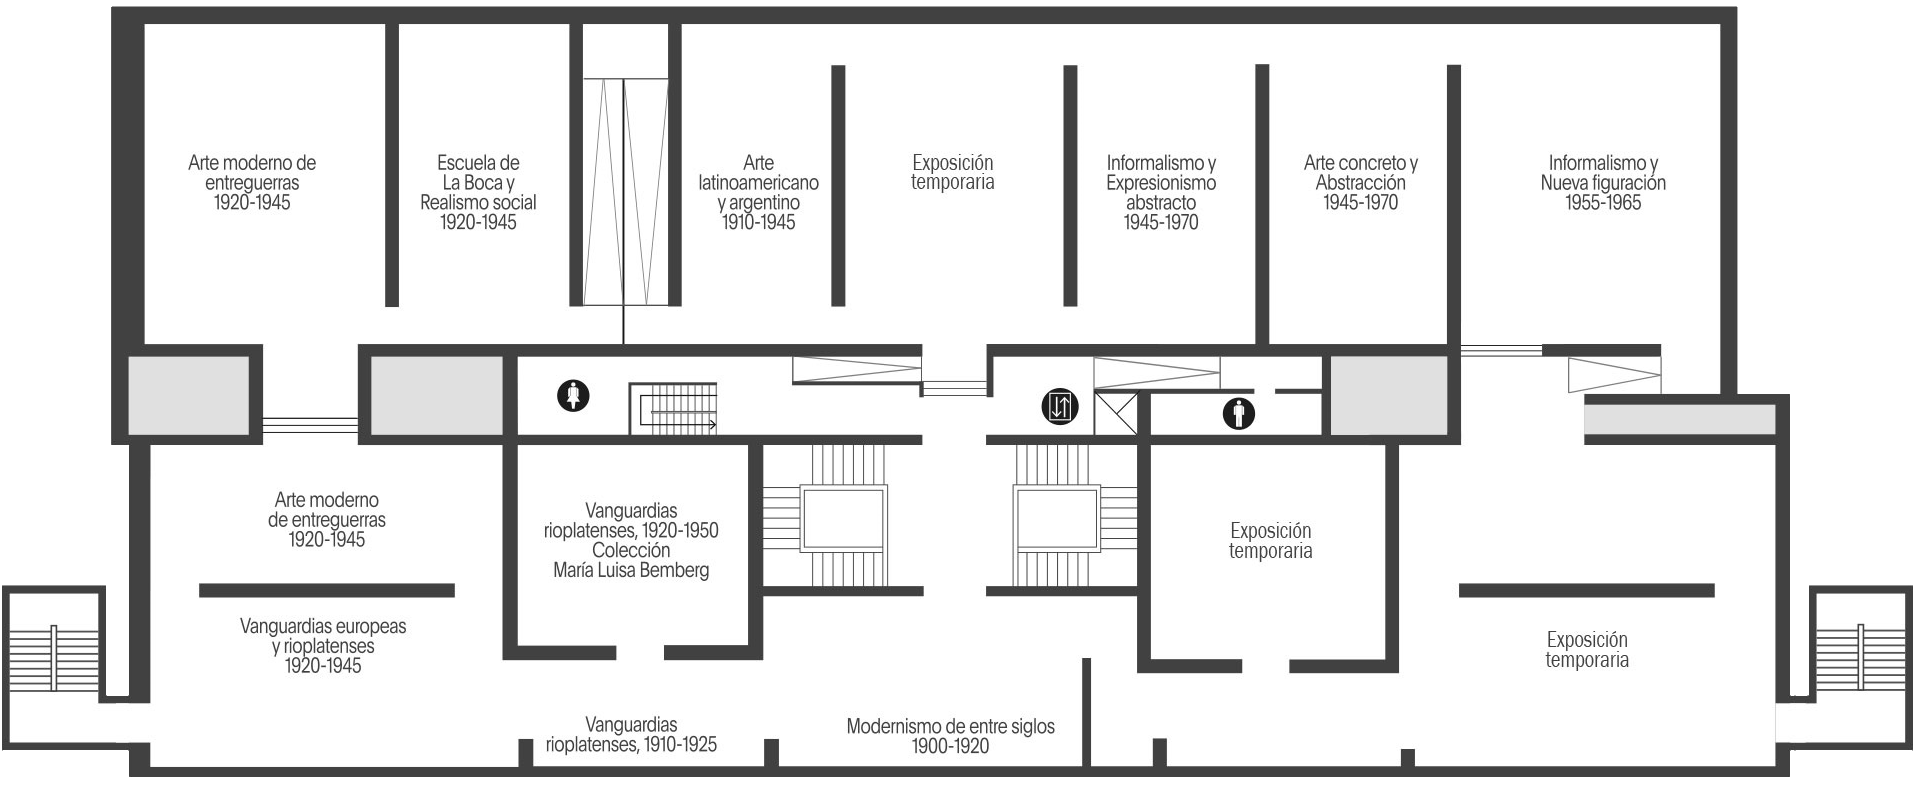 Arte moderno de
entreguerras
1920-1945
Escuela de
La Boca y
Realismo social
1920-1945
Arte
latinoamericano
y argentino
1910-1945
Exposición
temporaria
Informalismo y
Expresionismo
abstracto
1945-1970
Arte concreto y
Abstracción
1945-1970
Informalismo y
Nueva figuración
1955-1965
Arte moderno
de entreguerras
1920-1945
Vanguardias
rioplatenses, 1920-1950
Colección
María Luisa Bemberg
Exposición
temporaria
Vanguardias europeas
y rioplatenses
1920-1945
Exposición
temporaria
Vanguardias
rioplatenses, 1910-1925
Modernismo de entre siglos
1900-1920